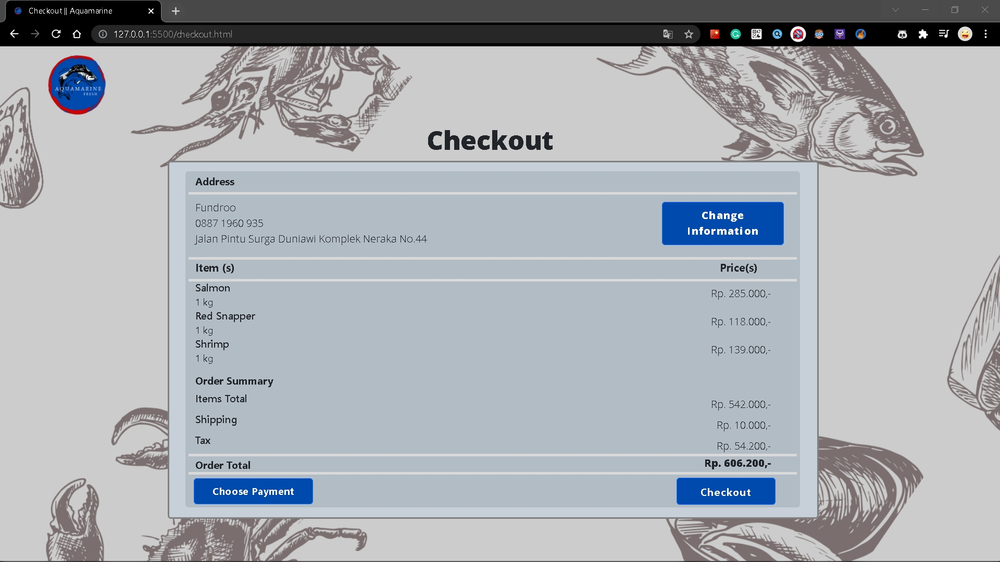 Checkout || Aquamarine
127.0.0.1:5500/checkout.html
AQUAMARINE
FRESH
Checkout
Address
Fundroo
0887 1960 935
Jalan Pintu Surga Duniawi Komplek Neraka No.44
Change
Information
Item (s) Price(s)
Salmon
1 kg
Rp. 285.000,-
Red Snapper
1 kg
Rp. 118.000,-
Shrimp
1 kg
Rp. 139.000,-
Order Summary
Items Total Rp. 542.000,-
Shipping Rp. 10.000,-
Tax Rp. 54.200,-
Order Total Rp. 606.200,-
Choose Payment Checkout